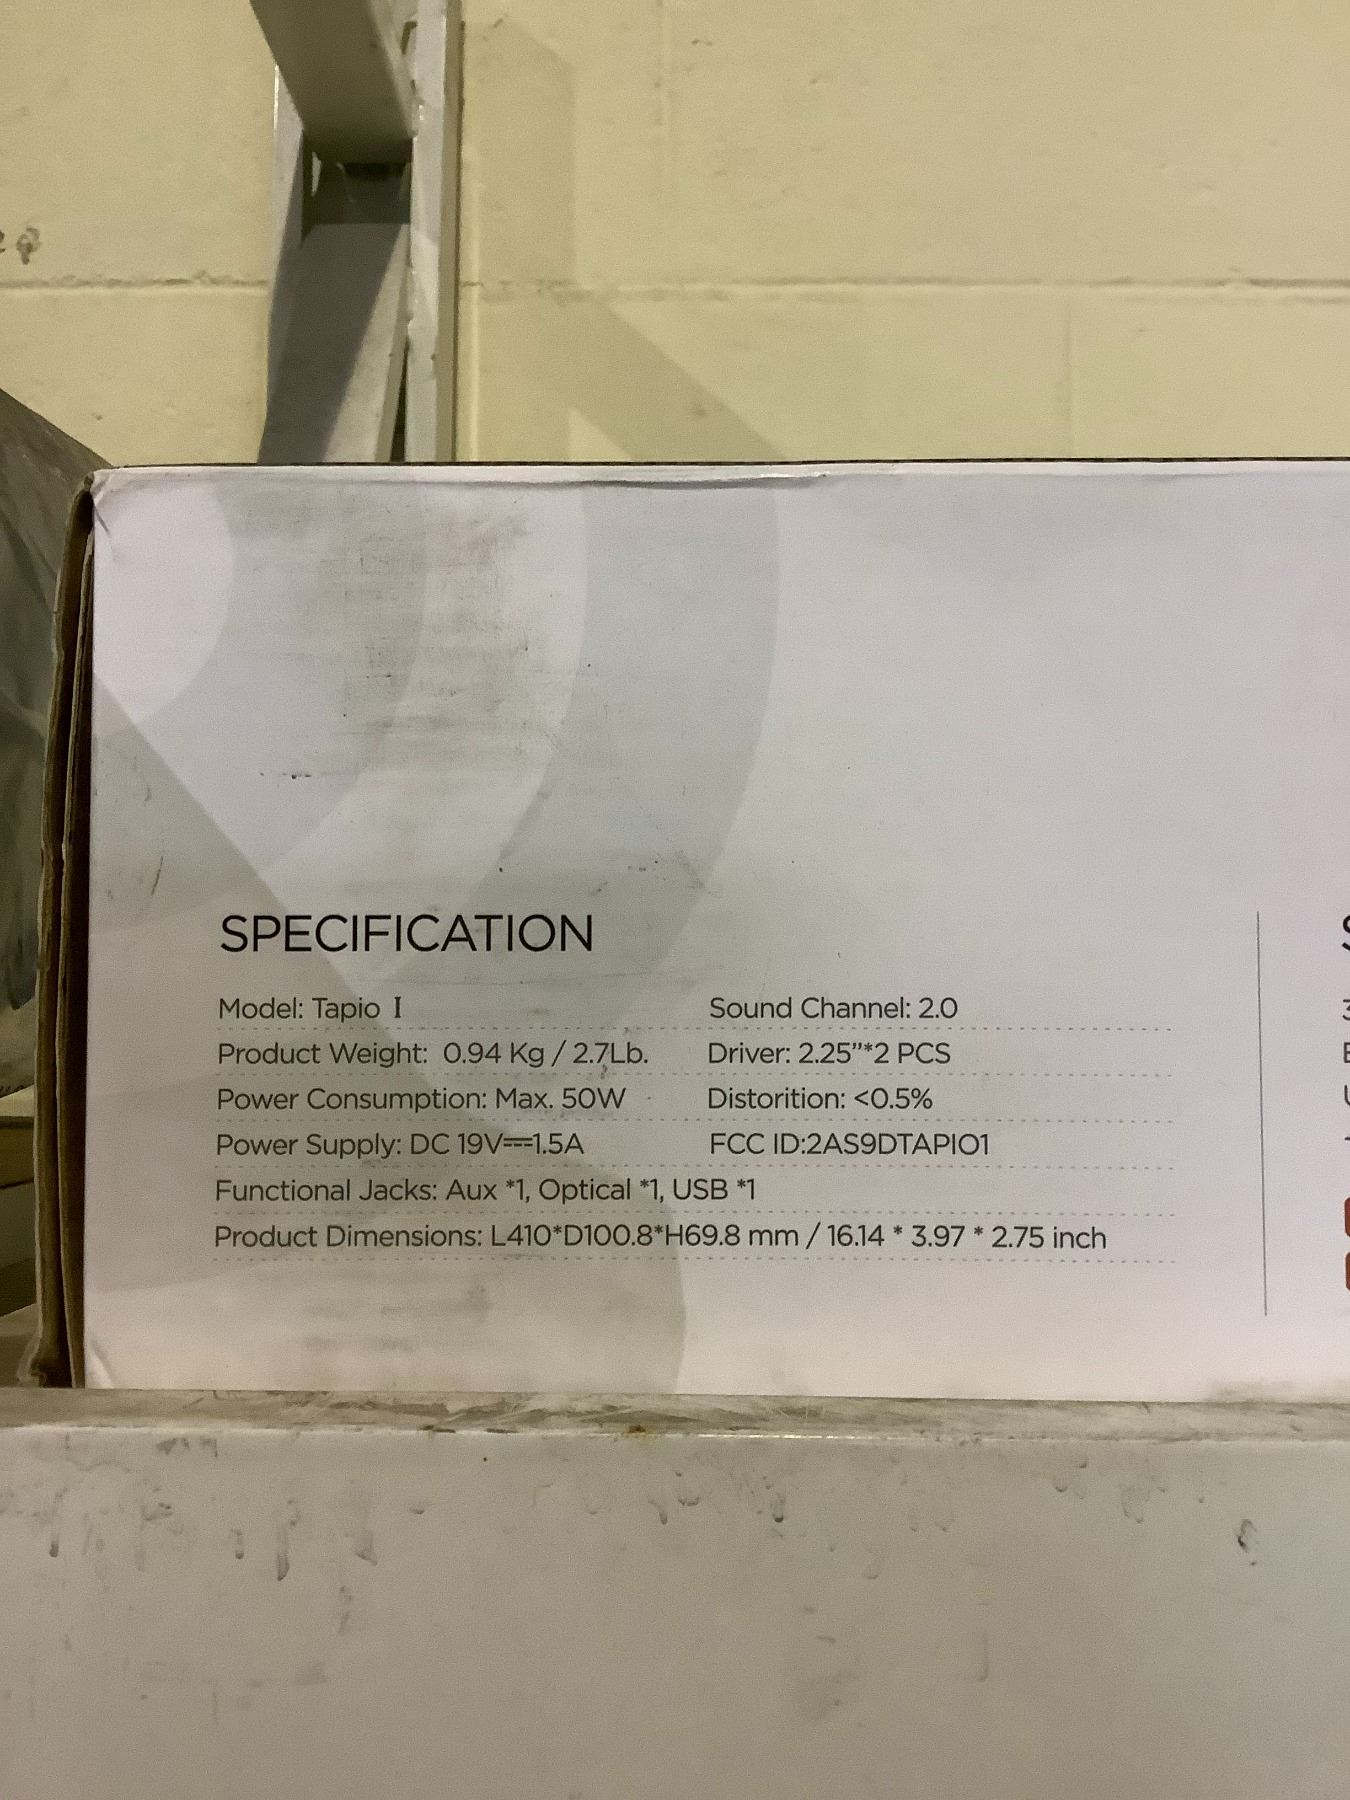 SPECIFICATION
Model: Tapio I
Sound Channel: 2.0
Product Weight: 0.94 Kg / 2.7Lb.
Driver: 2.25”*2 PCS
Power Consumption: Max. 50W
Distorition: <0.5%
Power Supply: DC 19V⎓1.5A
FCC ID:2AS9DTAPIO1
Functional Jacks: Aux *1, Optical *1, USB *1
Product Dimensions: L410*D100.8*H69.8 mm / 16.14 * 3.97 * 2.75 inch